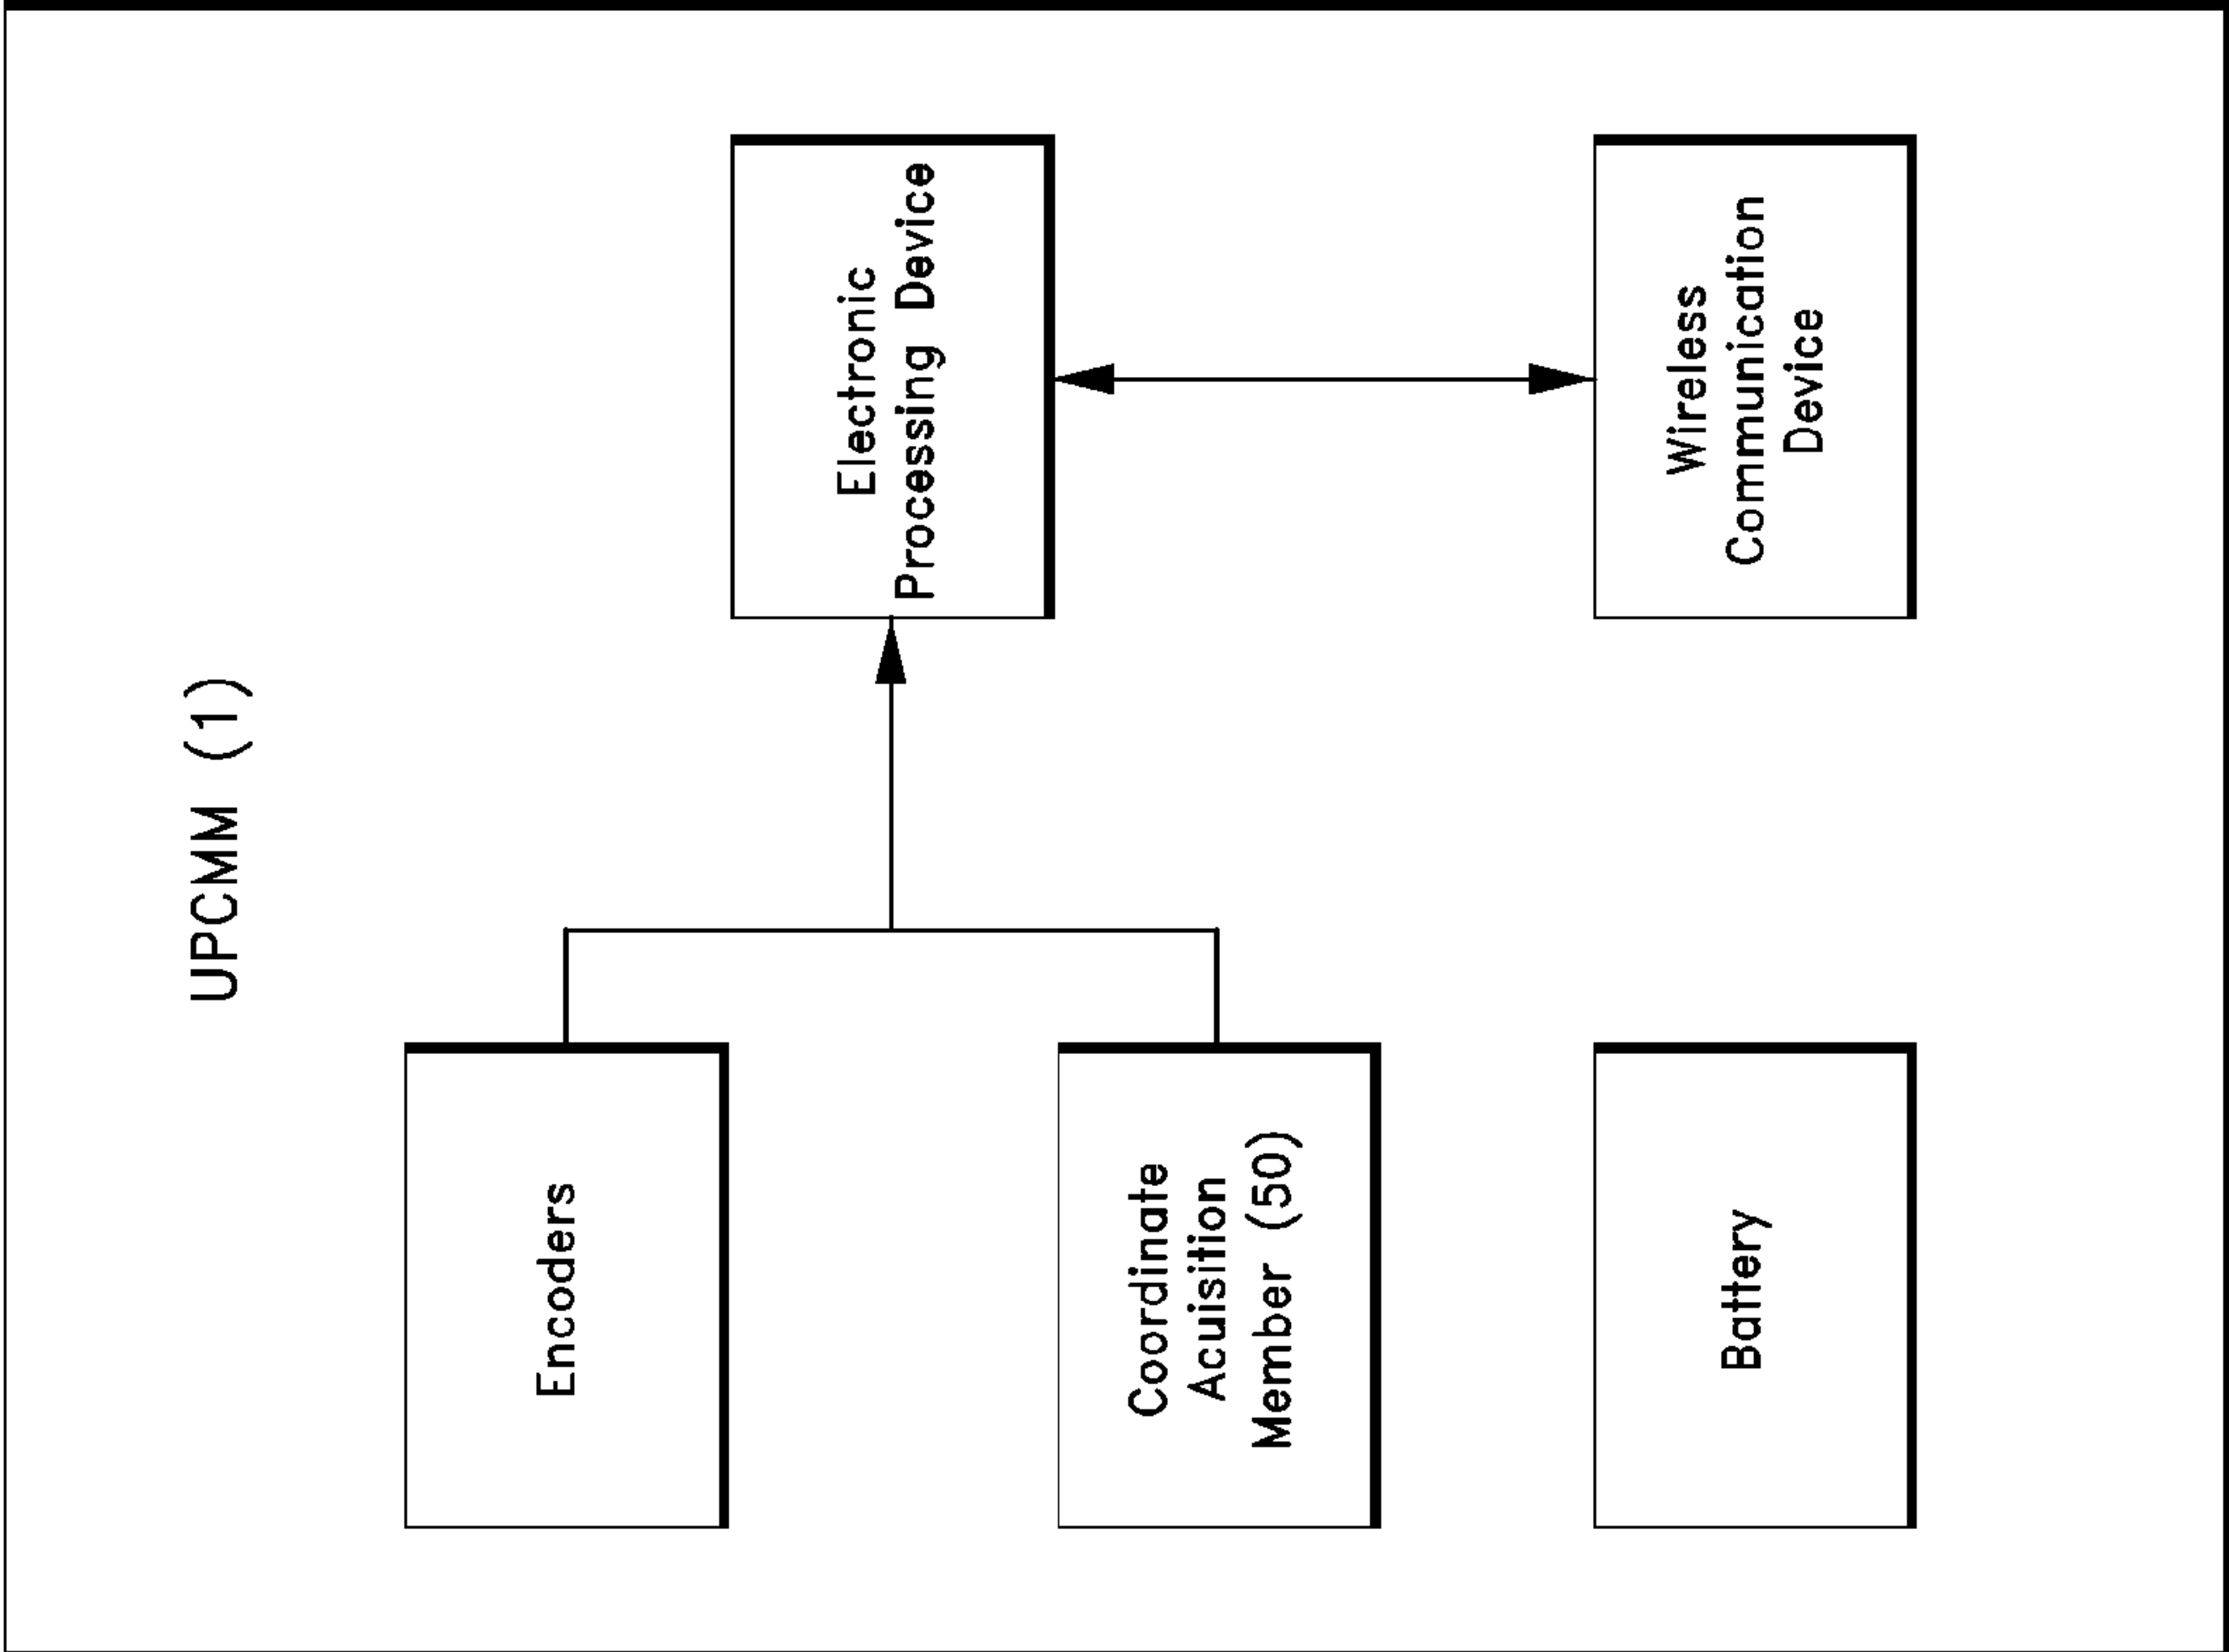 UPCMM (1)
Encoders
Electronic
Processing Device
Coordinate
Acuisition
Member (50)
Battery
Wireless
Communication
Device